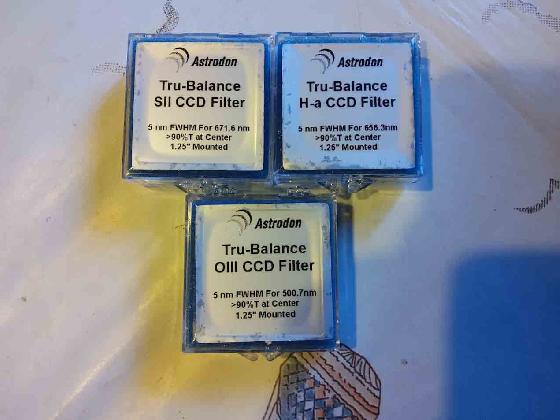 Astrodon
Tru-Balance
SII CCD Filter
5 nm FWHM For 671.6 nm
>90%T at Center
1.25" Mounted
Astrodon
Tru-Balance
H-a CCD Filter
5 nm FWHM For 656.3nm
>90%T at Center
1.25" Mounted
Astrodon
Tru-Balance
OIII CCD Filter
5 nm FWHM For 500.7nm
>90%T at Center
1.25" Mounted